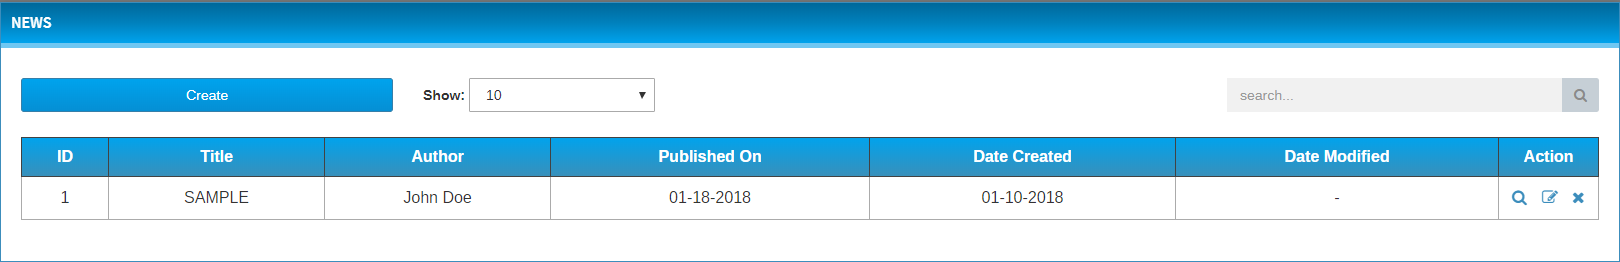 NEWS
Create Show: 10 search...
ID Title Author Published On Date Created Date Modified Action
1 SAMPLE John Doe 01-18-2018 01-10-2018 -